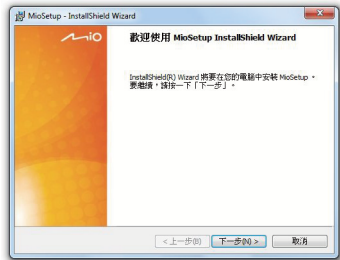 MioSetup - InstallShield Wizard
Mio
歡迎使用 MioSetup InstallShield Wizard
InstallShield(R) Wizard 將要在您的電腦中安裝 MioSetup。
要繼續，請按一下「下一步」。
<上一步(B)
下一步(N) >
取消